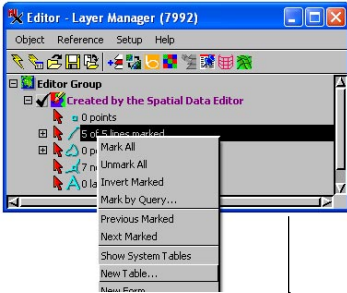 Editor - Layer Manager (7992)
Object Reference Setup Help
Editor Group
Created by the Spatial Data Editor
0 points
5 of 5 lines marked
0 p
7 n
0 la
Mark All
Unmark All
Invert Marked
Mark by Query...
Previous Marked
Next Marked
Show System Tables
New Table...
New Form